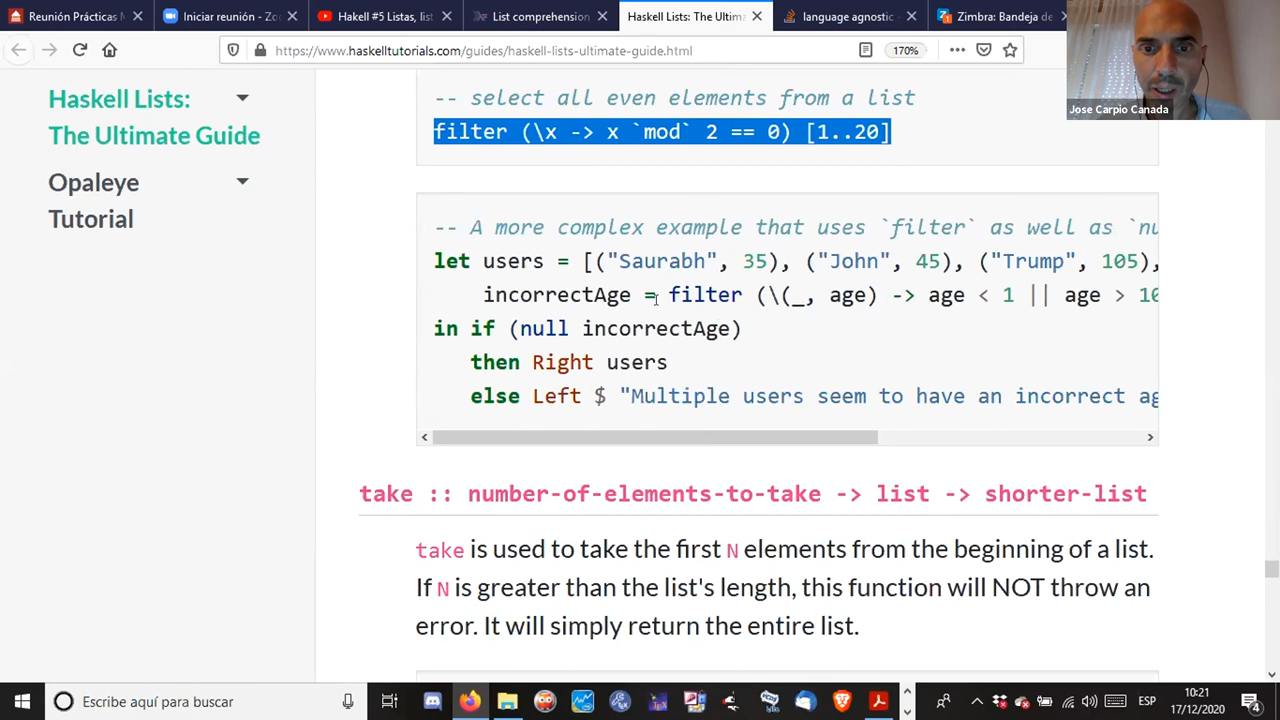 Reunión Prácticas M
Iniciar reunión - Zoo
Hakell #5 Listas, list
List comprehension
Haskell Lists: The Ultim
language agnostic -
Zimbra: Bandeja de
https://www.haskelltutorials.com/guides/haskell-lists-ultimate-guide.html
170%
Jose Carpio Canada
Haskell Lists:
The Ultimate Guide
Opaleye
Tutorial
-- select all even elements from a list
filter (\x -> x `mod` 2 == 0) [1..20]
-- A more complex example that uses `filter` as well as `nu
let users = [("Saurabh", 35), ("John", 45), ("Trump", 105),
incorrectAge = filter (\(_, age) -> age < 1 || age > 10
in if (null incorrectAge)
then Right users
else Left $ "Multiple users seem to have an incorrect ag
take :: number-of-elements-to-take -> list -> shorter-list
take is used to take the first N elements from the beginning of a list.
If N is greater than the list's length, this function will NOT throw an
error. It will simply return the entire list.
Escribe aquí para buscar
ESP
10:21
17/12/2020
4